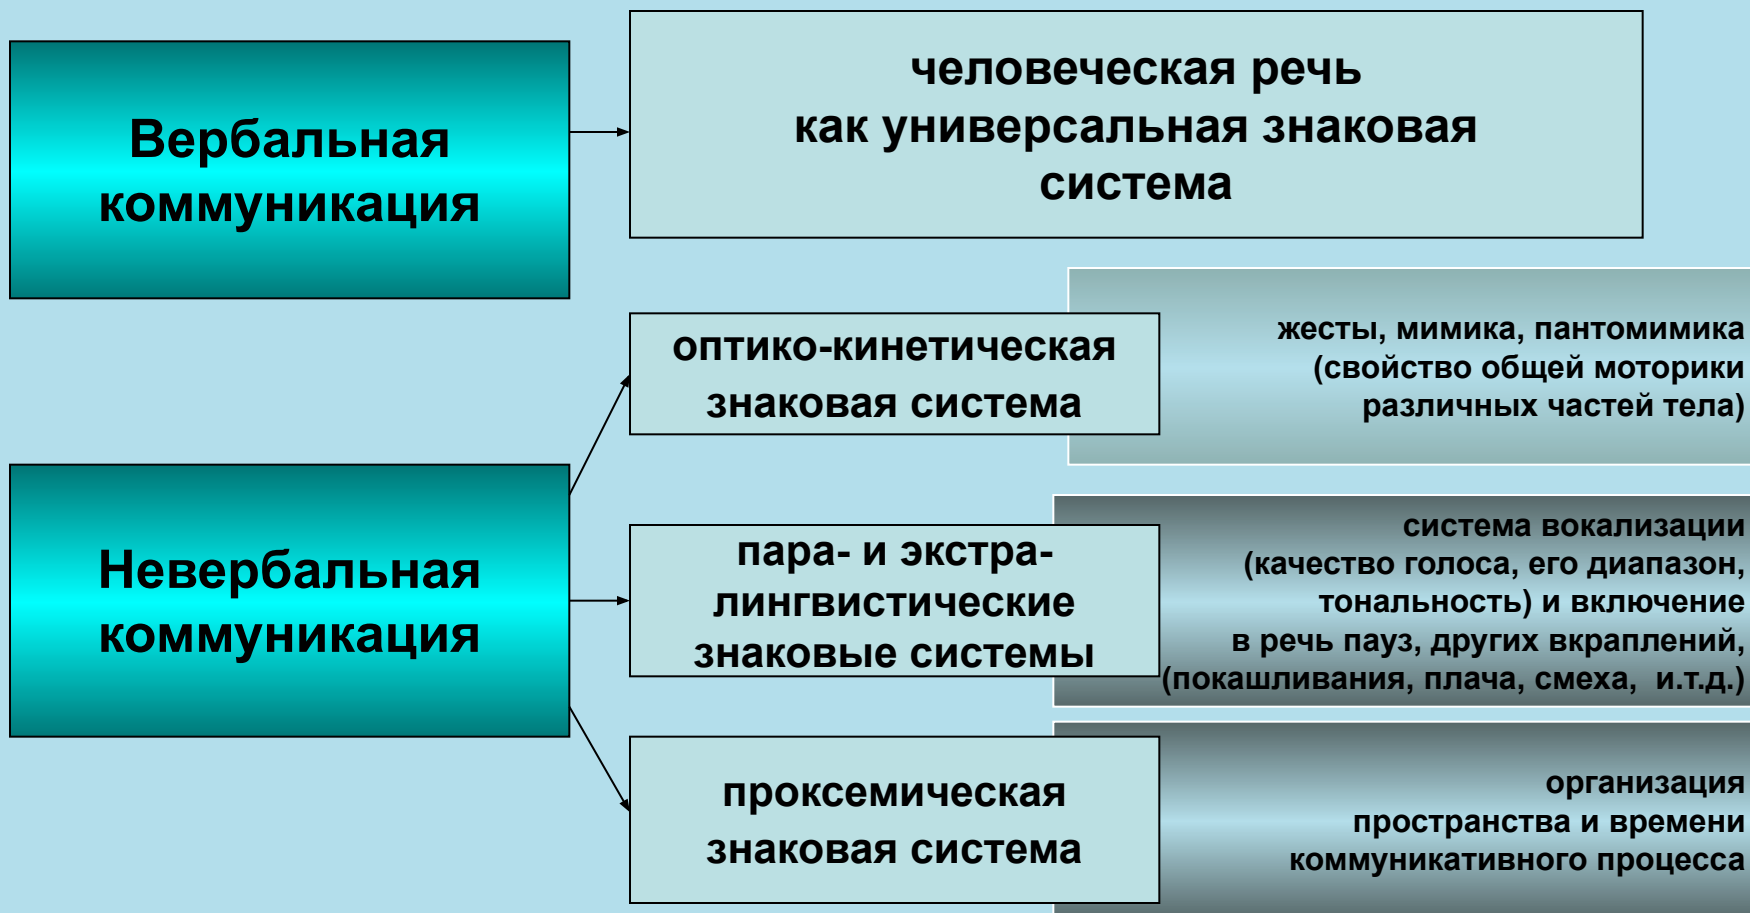 Вербальная
коммуникация
человеческая речь
как универсальная знаковая
система
Невербальная
коммуникация
оптико-кинетическая
знаковая система
жесты, мимика, пантомимика
(свойство общей моторики
различных частей тела)
пара- и экстра-
лингвистические
знаковые системы
система вокализации
(качество голоса, его диапазон,
тональность) и включение
в речь пауз, других вкраплений,
(покашливания, плача, смеха,  и.т.д.)
проксемическая
знаковая система
организация
пространства и времени
коммуникативного процесса